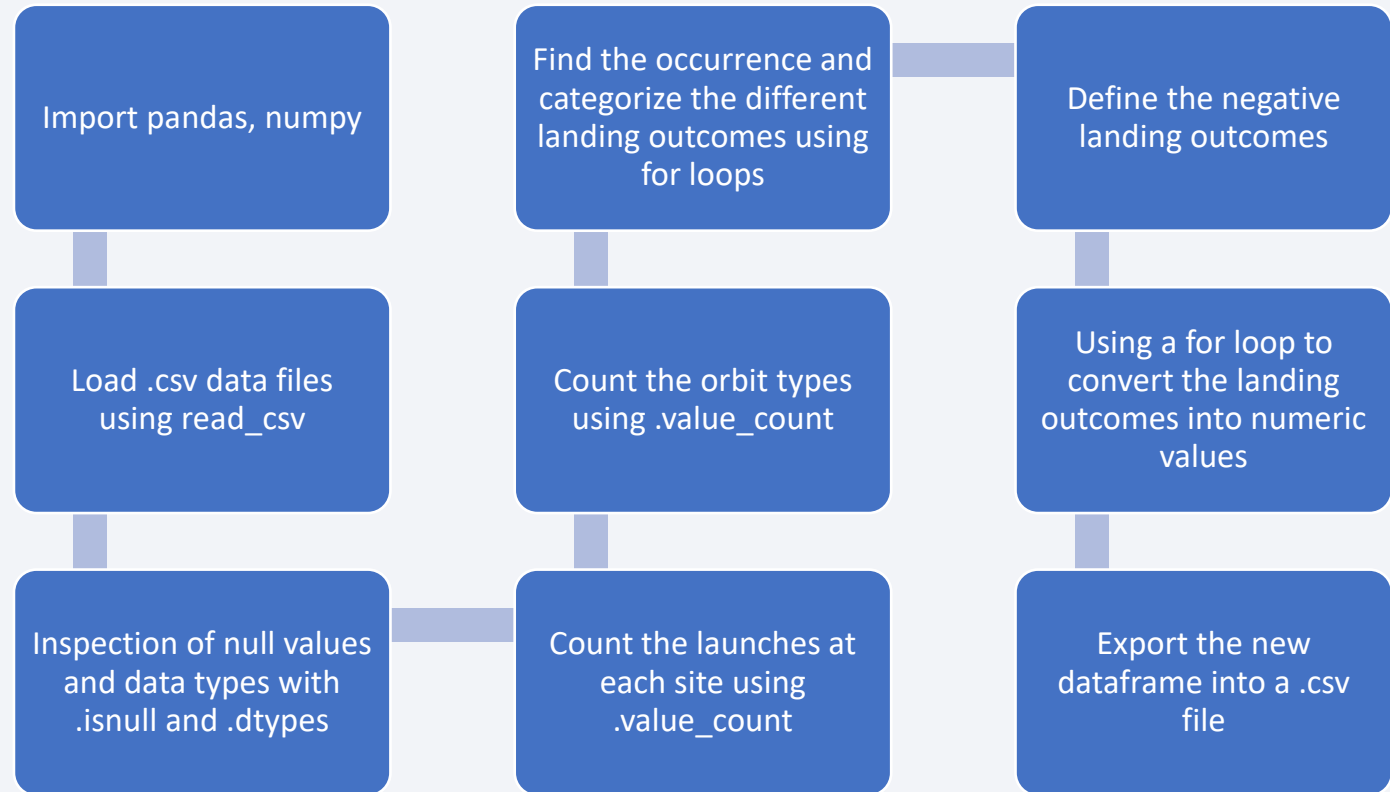 Import pandas, numpy
Load .csv data files
using read_csv
Inspection of null values
and data types with
.isnull and .dtypes
Count the launches at
each site using
.value_count
Count the orbit types
using .value_count
Find the occurrence and
categorize the different
landing outcomes using
for loops
Define the negative
landing outcomes
Using a for loop to
convert the landing
outcomes into numeric
values
Export the new
dataframe into a .csv
file